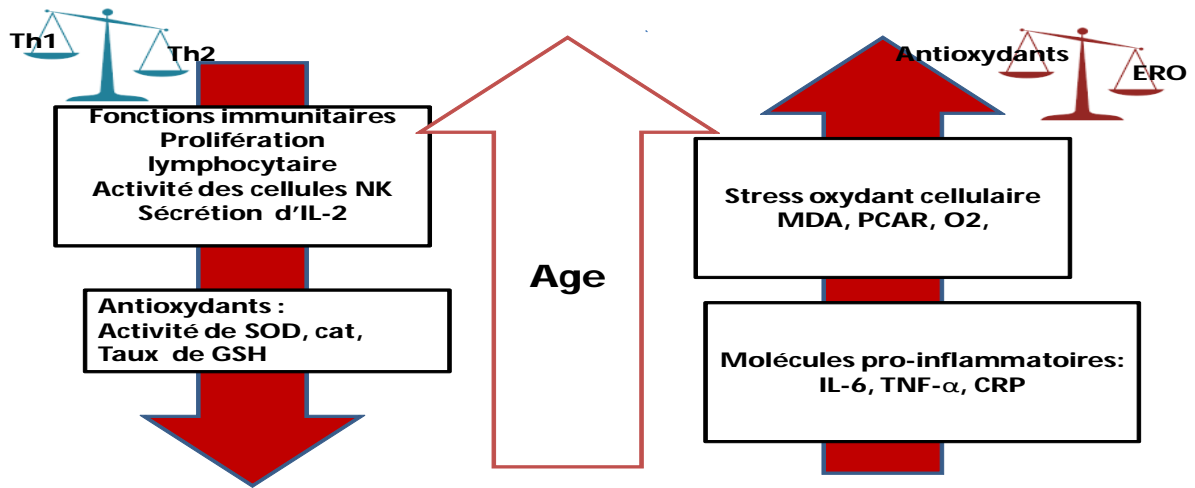 Th1
Th2
Fonctions immunitaires
Prolifération
lymphocytaire
Activité des cellules NK
Sécrétion d'IL-2
Antioxydants :
Activité de SOD, cat,
Taux de GSH
Age
Antioxydants
ERO
Stress oxydant cellulaire
MDA, PCAR, O2,
Molécules pro-inflammatoires:
IL-6, TNF-α, CRP